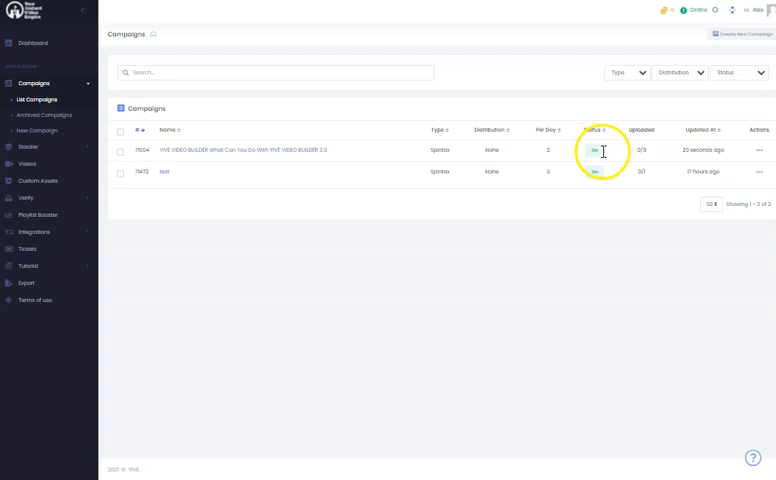 Your
Instant
Video
Empire
0 Online Hi, Alex
Dashboard
APPLICATION
Campaigns
List Campaigns
Archived Campaigns
New Campaign
Stacker
Videos
Custom Assets
Verify
Playlist Booster
Integrations
Tickets
Tutorial
Export
Terms of use
Campaigns
Create New Campaign
Search...
Type Distribution Status
Campaigns
# Name Type Distribution Per Day Status Uploaded Updated At Actions
71554 YIVE VIDEO BUILDER What Can You Do With YIVE VIDEO BUILDER 3.0 Spintax None 2 On 0/3 20 seconds ago ...
71472 test Spintax None 5 On 0/1 17 hours ago ...
50 Showing 1 - 2 of 2
2021 © YIVE
?